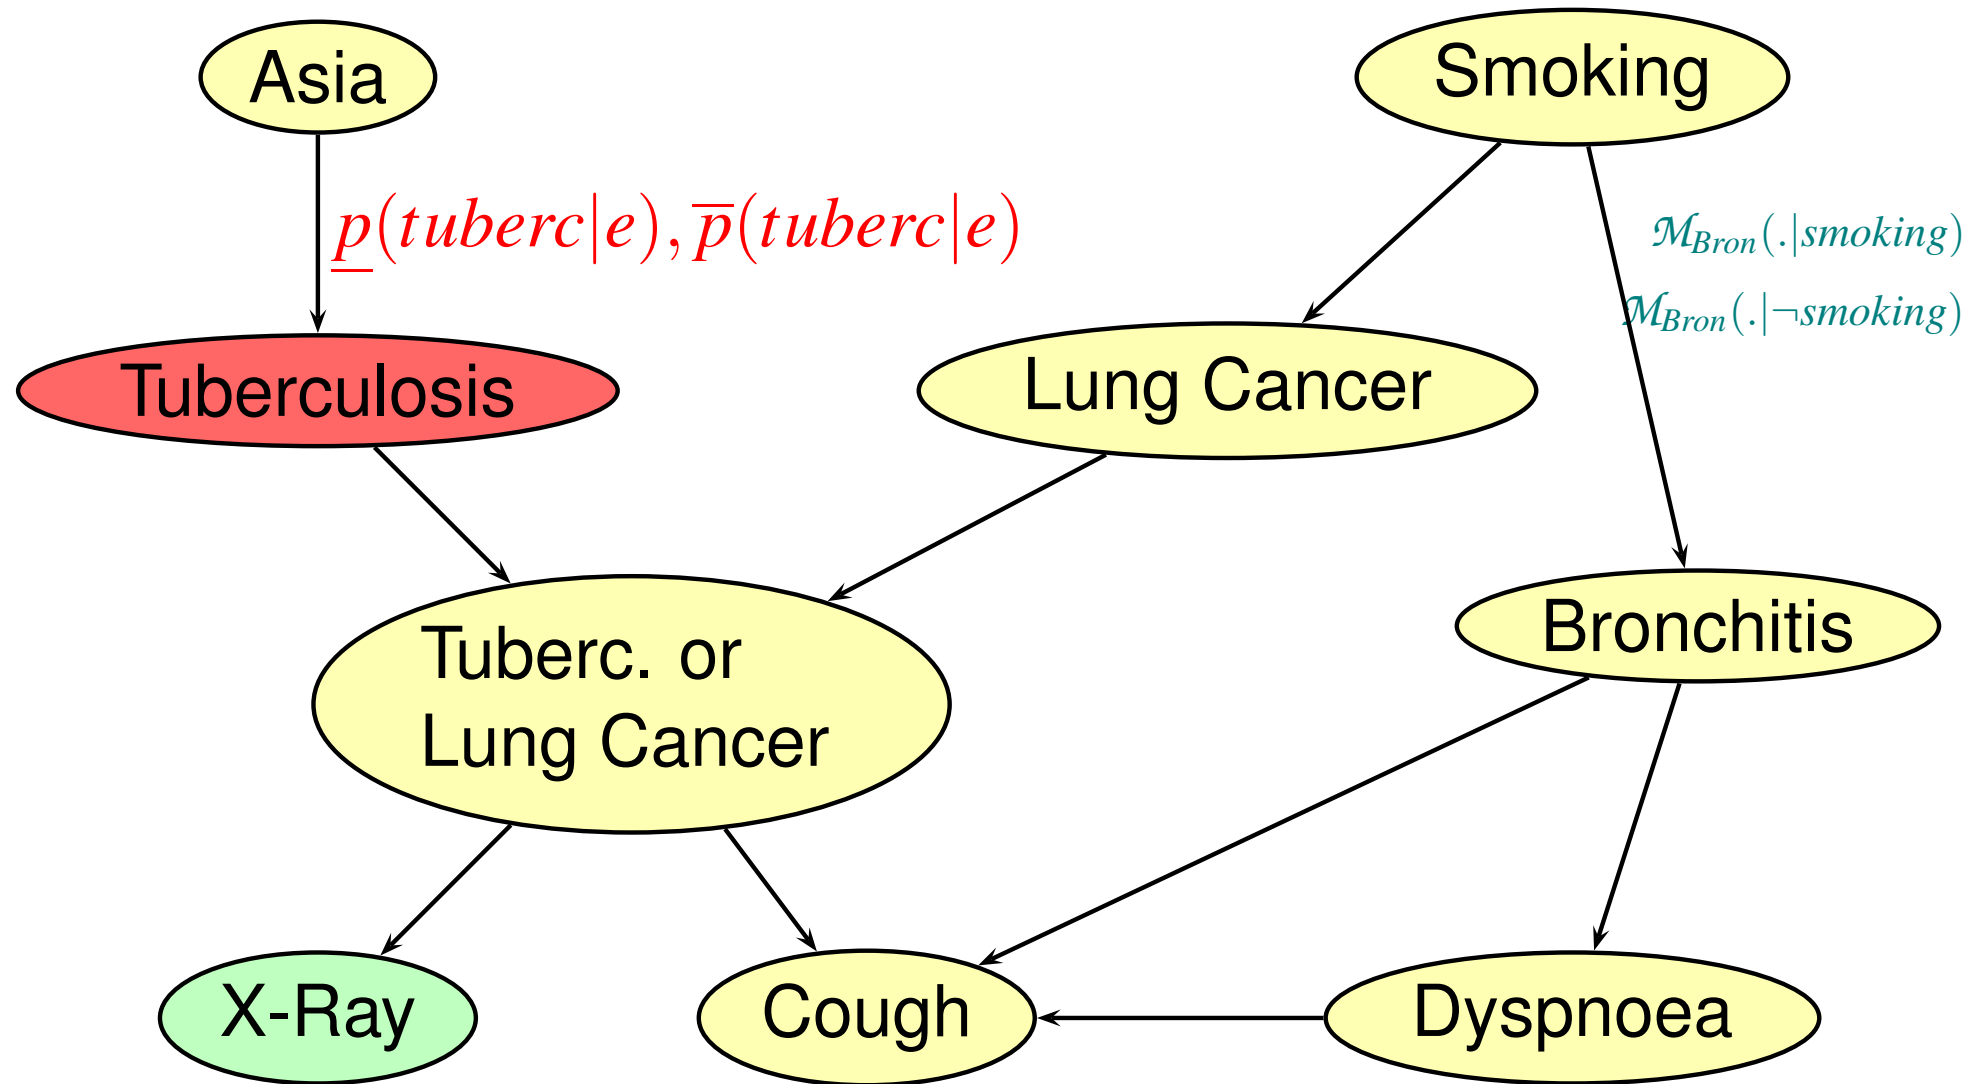 Asia
Smoking
p(tuberc|e), p̅(tuberc|e)
ℳBron(.|smoking)
ℳBron(.|¬smoking)
Tuberculosis
Lung Cancer
Tuberc. or
Lung Cancer
Bronchitis
X-Ray
Cough
Dyspnoea